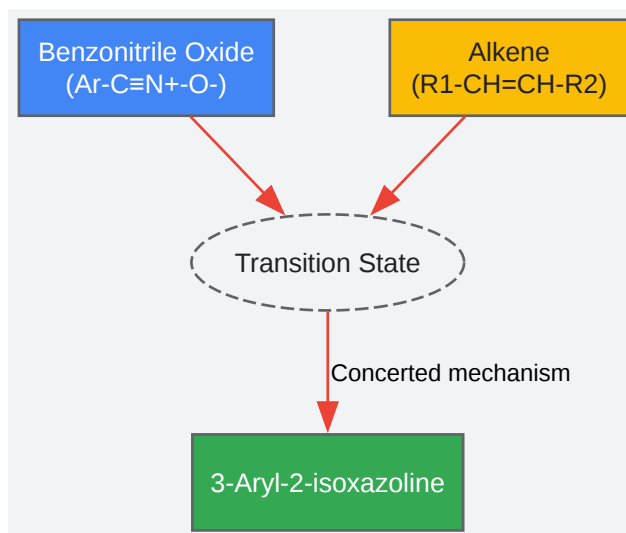 Benzonitrile Oxide
(Ar-C≡N+-O-)
Alkene
(R1-CH=CH-R2)
Transition State
Concerted mechanism
3-Aryl-2-isoxazoline